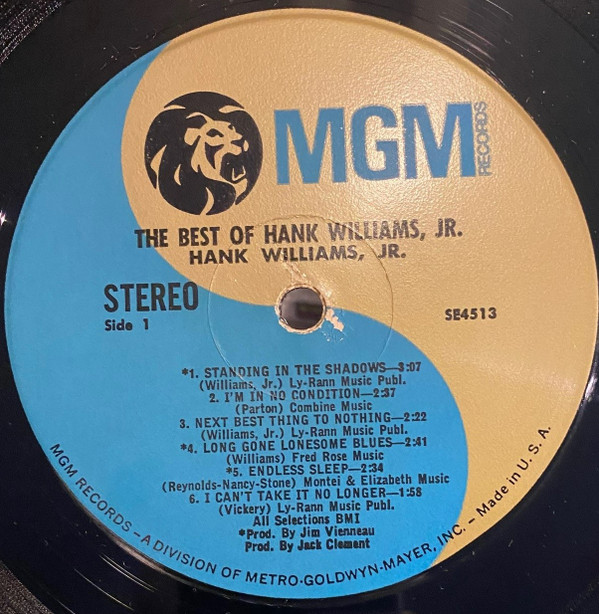 MGM
RECORDS
THE BEST OF HANK WILLIAMS, JR.
HANK WILLIAMS, JR.
STEREO
Side 1
SE4513
*1. STANDING IN THE SHADOWS—3:07
(Williams, Jr.) Ly-Rann Music Publ.
2. I'M IN NO CONDITION—2:37
(Parton) Combine Music
3. NEXT BEST THING TO NOTHING—2:22
(Williams, Jr.) Ly-Rann Music Publ.
*4. LONG GONE LONESOME BLUES—2:41
(Williams) Fred Rose Music
*5. ENDLESS SLEEP—2:34
(Reynolds-Nancy-Stone) Montei & Elizabeth Music
6. I CAN'T TAKE IT NO LONGER—1:58
(Vickery) Ly-Rann Music Publ.
All Selections BMI
*Prod. By Jim Vienneau
Prod. By Jack Clement
MGM RECORDS – A DIVISION OF METRO-GOLDWYN-MAYER, INC. – Made in U. S. A.